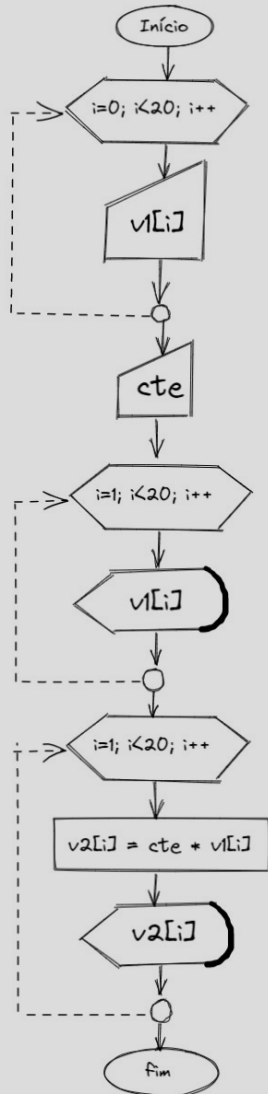 Início
i=0; i<20; i++
v1[i]
cte
i=1; i<20; i++
v1[i]
i=1; i<20; i++
v2[i] = cte * v1[i]
v2[i]
fim